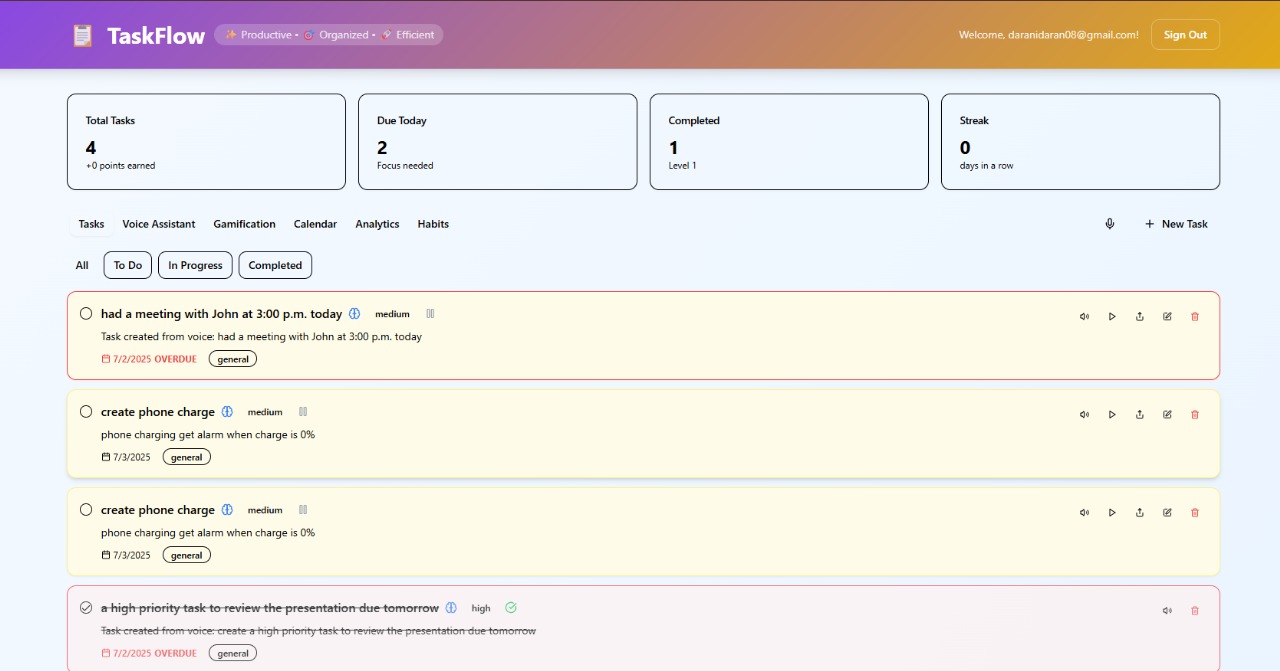 TaskFlow
✨ Productive • 🎯 Organized • 🚀 Efficient
Welcome, daranidaran08@gmail.com!
Sign Out
Total Tasks
4
+0 points earned
Due Today
2
Focus needed
Completed
1
Level 1
Streak
0
days in a row
Tasks Voice Assistant Gamification Calendar Analytics Habits
+ New Task
All To Do In Progress Completed
had a meeting with John at 3:00 p.m. today medium
Task created from voice: had a meeting with John at 3:00 p.m. today
7/2/2025 OVERDUE general
create phone charge medium
phone charging get alarm when charge is 0%
7/3/2025 general
create phone charge medium
phone charging get alarm when charge is 0%
7/3/2025 general
a high priority task to review the presentation due tomorrow high
Task created from voice: create a high priority task to review the presentation due tomorrow
7/2/2025 OVERDUE general